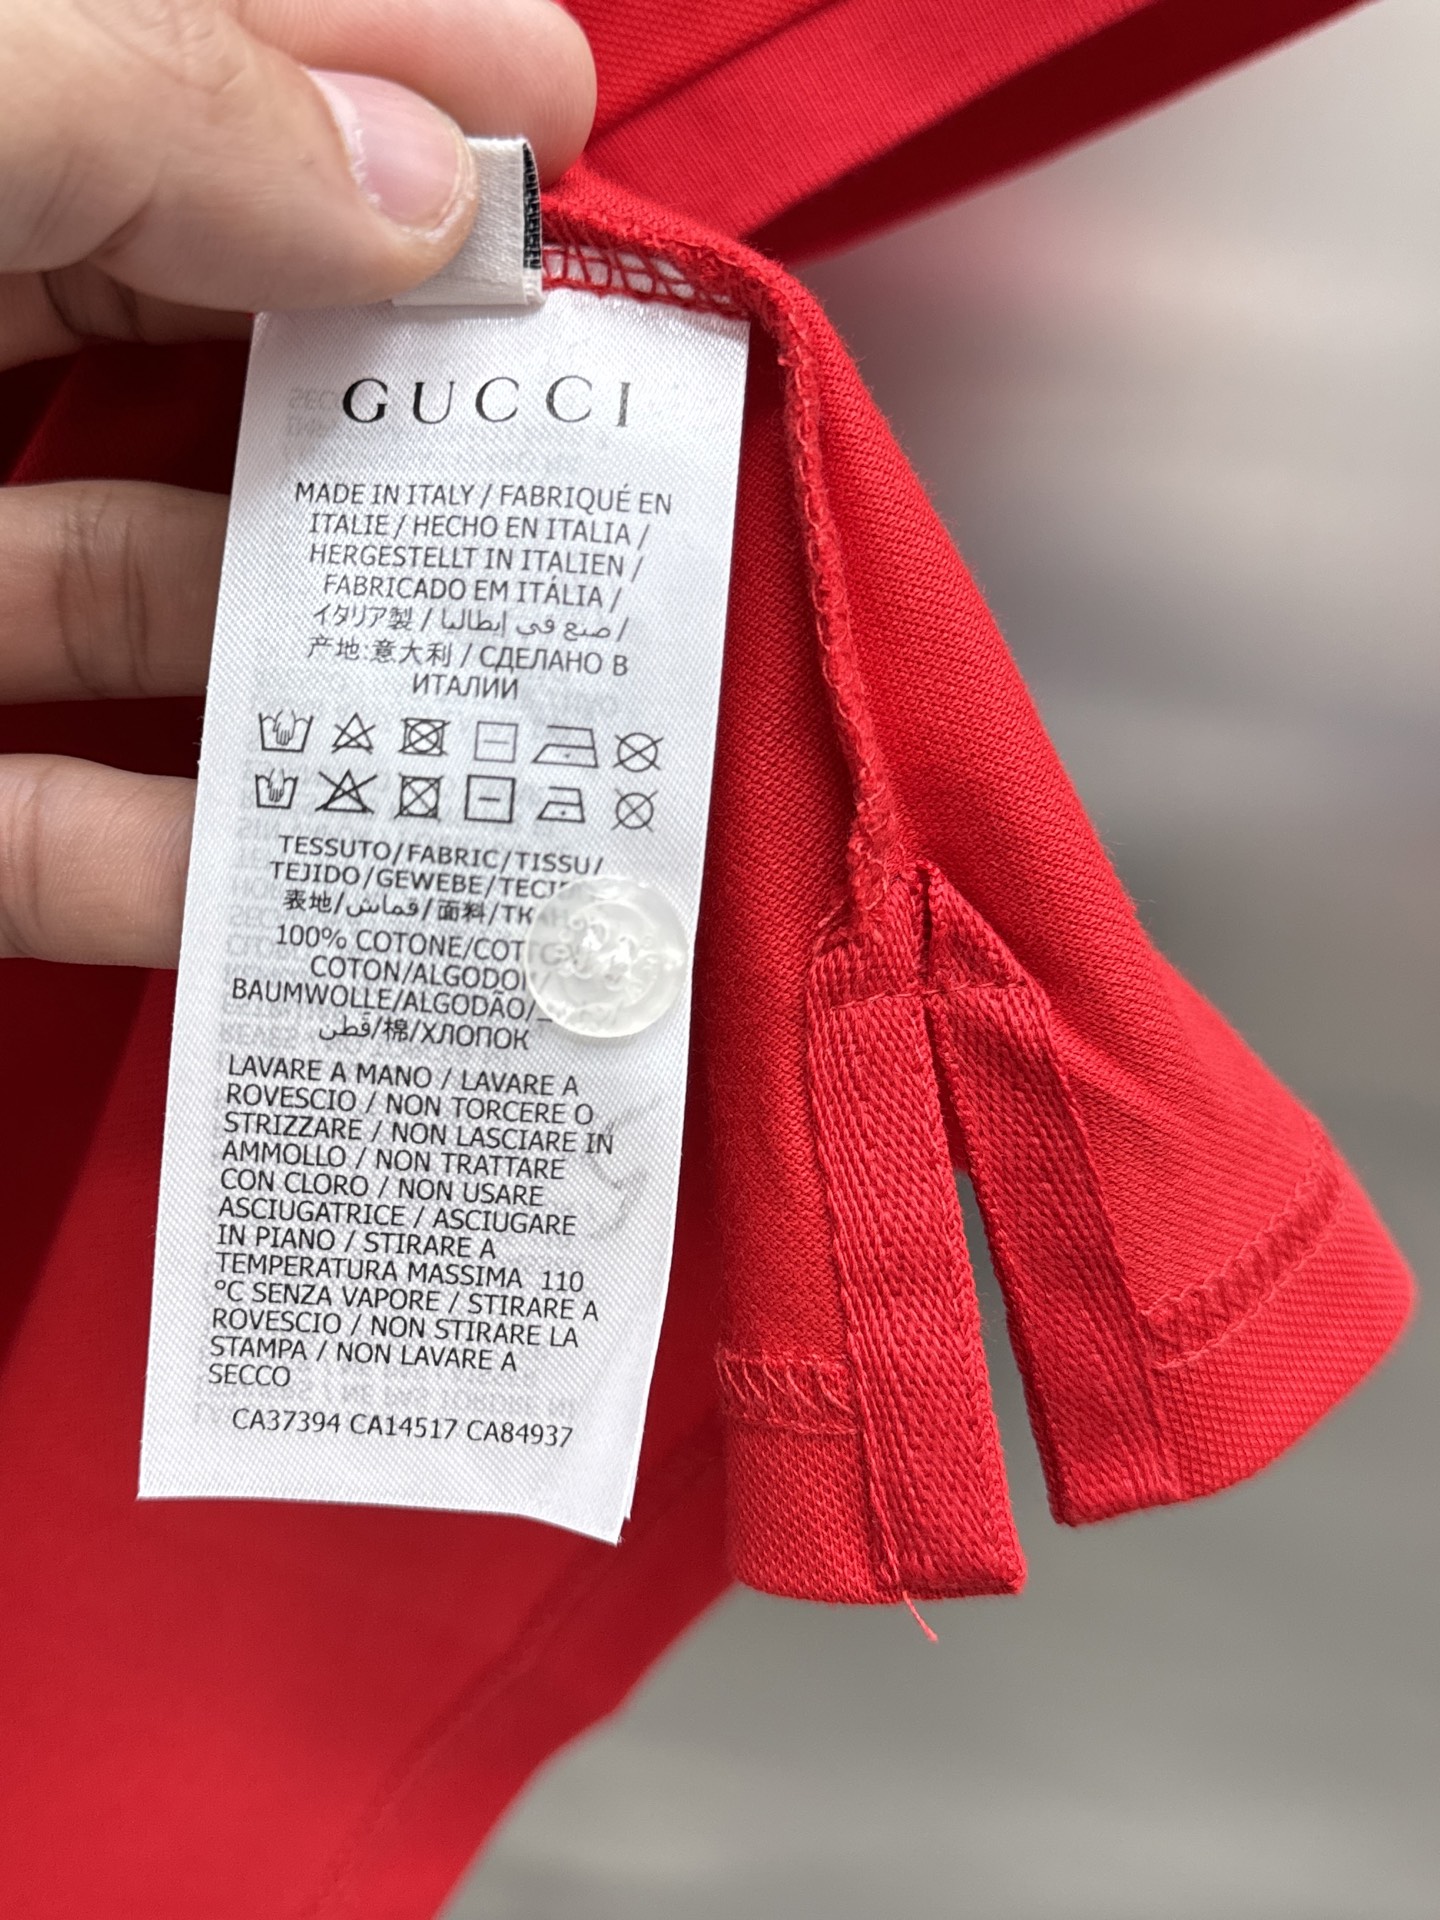 GUCCI
MADE IN ITALY / FABRIQUÉ EN
ITALIE / HECHO EN ITALIA /
HERGESTELLT IN ITALIEN /
FABRICADO EM ITÁLIA /
イタリア製 / صنع في إيطاليا /
产地:意大利 / СДЕЛАНО В
ИТАЛИИ
TESSUTO/FABRIC/TISSU/
TEJIDO/GEWEBE/
表地/قماش/面料/
100% COTONE/
COTON/
BAUMWOLLE/ALGODÃO/
قطن/棉/ХЛОПОК
LAVARE A MANO / LAVARE A
ROVESCIO / NON TORCERE O
STRIZZARE / NON LASCIARE IN
AMMOLLO / NON TRATTARE
CON CLORO / NON USARE
ASCIUGATRICE / ASCIUGARE
IN PIANO / STIRARE A
TEMPERATURA MASSIMA 110
°C SENZA VAPORE / STIRARE A
ROVESCIO / NON STIRARE LA
STAMPA / NON LAVARE A
SECCO
CA37394 CA14517 CA84937